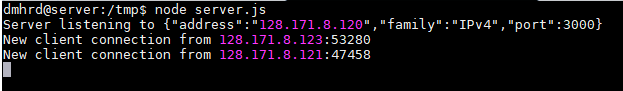 dmhrd@server:/tmp$ node server.js
Server listening to {"address":"128.171.8.120","family":"IPv4","port":3000}
New client connection from 128.171.8.123:53280
New client connection from 128.171.8.121:47458